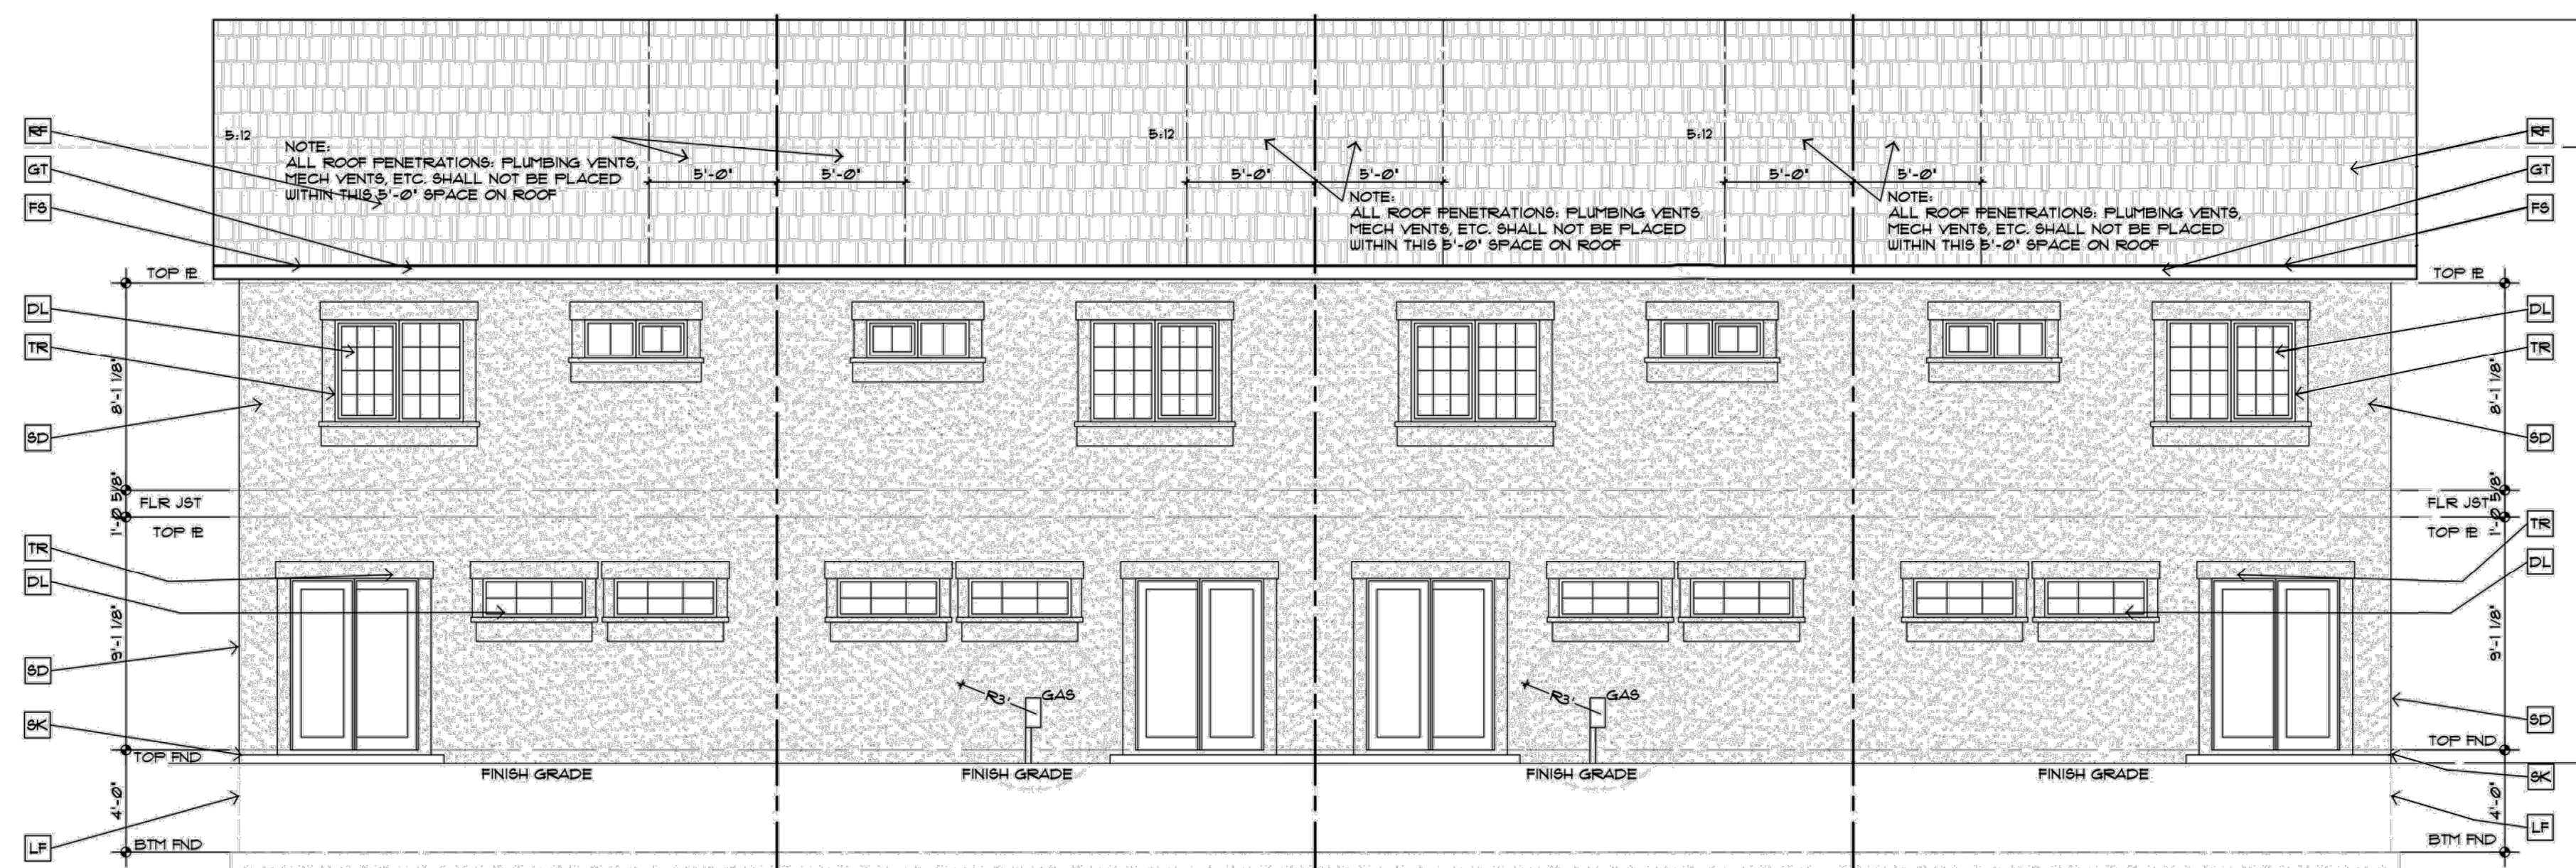 RF
GT
FS
DL
TR
SD
TR
DL
SD
SK
LF
5:12
NOTE:
ALL ROOF PENETRATIONS: PLUMBING VENTS,
MECH VENTS, ETC. SHALL NOT BE PLACED
WITHIN THIS 5'-0" SPACE ON ROOF
5'-0"
5'-0"
5:12
5'-0"
5'-0"
NOTE:
ALL ROOF PENETRATIONS: PLUMBING VENTS,
MECH VENTS, ETC. SHALL NOT BE PLACED
WITHIN THIS 5'-0" SPACE ON ROOF
5:12
5'-0"
5'-0"
NOTE:
ALL ROOF PENETRATIONS: PLUMBING VENTS,
MECH VENTS, ETC. SHALL NOT BE PLACED
WITHIN THIS 5'-0" SPACE ON ROOF
TOP PL
8'-1 1/8"
1'-0 5/8"
FLR JST
TOP PL
9'-1 1/8"
TOP FND
4'-0"
BTM FND
R3'
GAS
R3'
GAS
FINISH GRADE
FINISH GRADE
FINISH GRADE
FINISH GRADE
TOP PL
8'-1 1/8"
FLR JST
1'-0 5/8"
TOP PL
9'-1 1/8"
TOP FND
4'-0"
BTM FND
RF
GT
FS
DL
TR
SD
TR
DL
SD
SK
LF